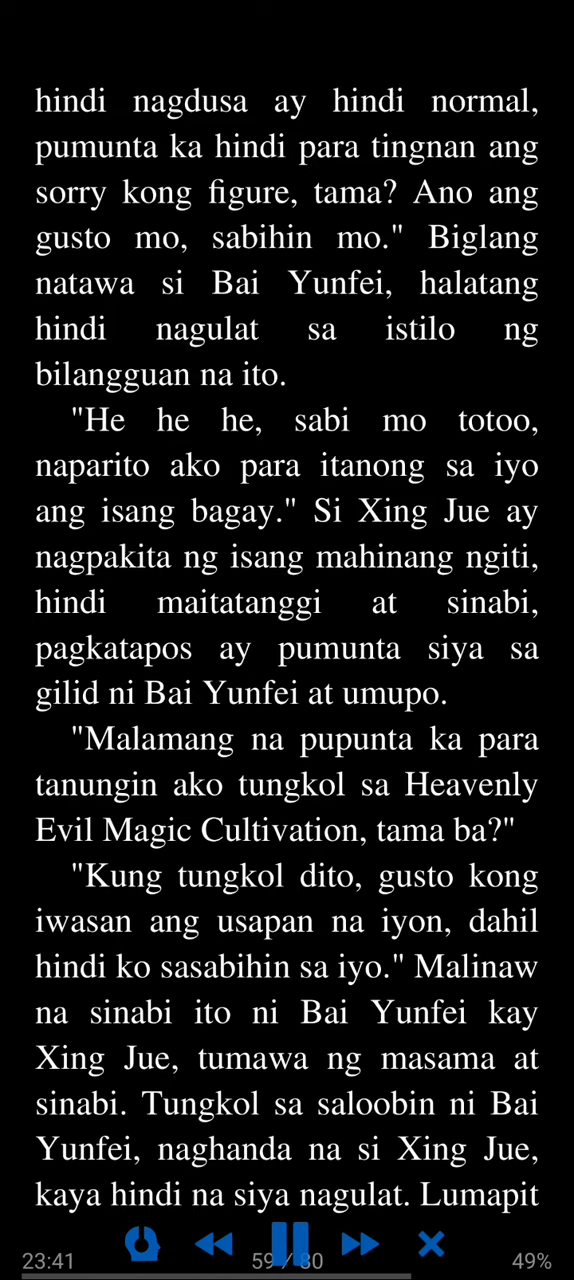 hindi nagdusa ay hindi normal,
pumunta ka hindi para tingnan ang
sorry kong figure, tama? Ano ang
gusto mo, sabihin mo." Biglang
natawa si Bai Yunfei, halatang
hindi nagulat sa istilo ng
bilangguan na ito.
"He he he, sabi mo totoo,
naparito ako para itanong sa iyo
ang isang bagay." Si Xing Jue ay
nagpakita ng isang mahinang ngiti,
hindi maitatanggi at sinabi,
pagkatapos ay pumunta siya sa
gilid ni Bai Yunfei at umupo.
"Malamang na pupunta ka para
tanungin ako tungkol sa Heavenly
Evil Magic Cultivation, tama ba?"
"Kung tungkol dito, gusto kong
iwasan ang usapan na iyon, dahil
hindi ko sasabihin sa iyo." Malinaw
na sinabi ito ni Bai Yunfei kay
Xing Jue, tumawa ng masama at
sinabi. Tungkol sa saloobin ni Bai
Yunfei, naghanda na si Xing Jue,
kaya hindi na siya nagulat. Lumapit
23:41 59 / 80 49%